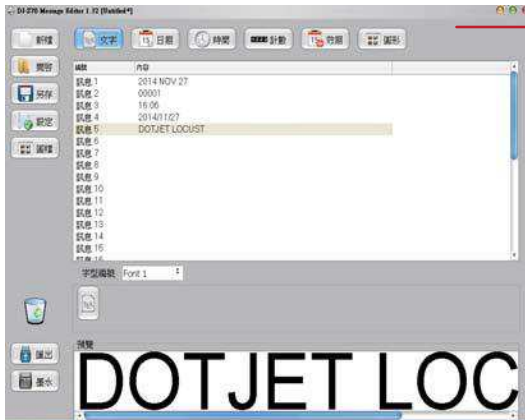 DJ-270 Message Editor 1.32 [Untitled*]
新檔 文字 日期 時間 計數 效期 圖形
開啟
另存
設定
圖檔
編號 內容
訊息 1 2014 NOV 27
訊息 2 00001
訊息 3 16:06
訊息 4 2014/11/27
訊息 5 DOTJET LOCUST
訊息 6
訊息 7
訊息 8
訊息 9
訊息 10
訊息 11
訊息 12
訊息 13
訊息 14
訊息 15
訊息 16
字型編號 Font 1
預覽
匯出
墨水
DOTJET LOC